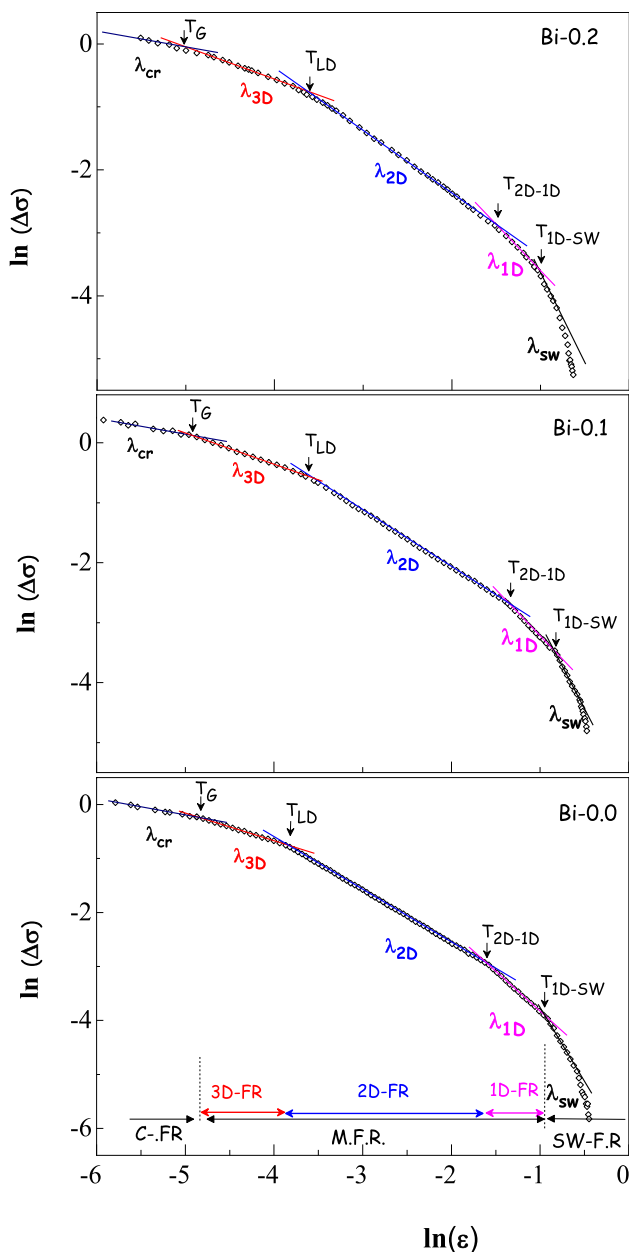 Bi-0.2
T_G
λ_cr
λ_3D
T_LD
λ_2D
T_2D-1D
T_1D-SW
λ_1D
λ_sw
0
-2
-4
ln (Δσ)
Bi-0.1
T_G
λ_cr
λ_3D
T_LD
λ_2D
T_2D-1D
T_1D-SW
λ_1D
λ_sw
0
-2
-4
ln (Δσ)
Bi-0.0
T_G
λ_cr
λ_3D
T_LD
λ_2D
T_2D-1D
T_1D-SW
λ_1D
λ_sw
3D-FR
2D-FR
1D-FR
C-.FR
M.F.R.
SW-F.R
0
-2
-4
-6
ln (Δσ)
-6 -5 -4 -3 -2 -1 0
ln(ε)